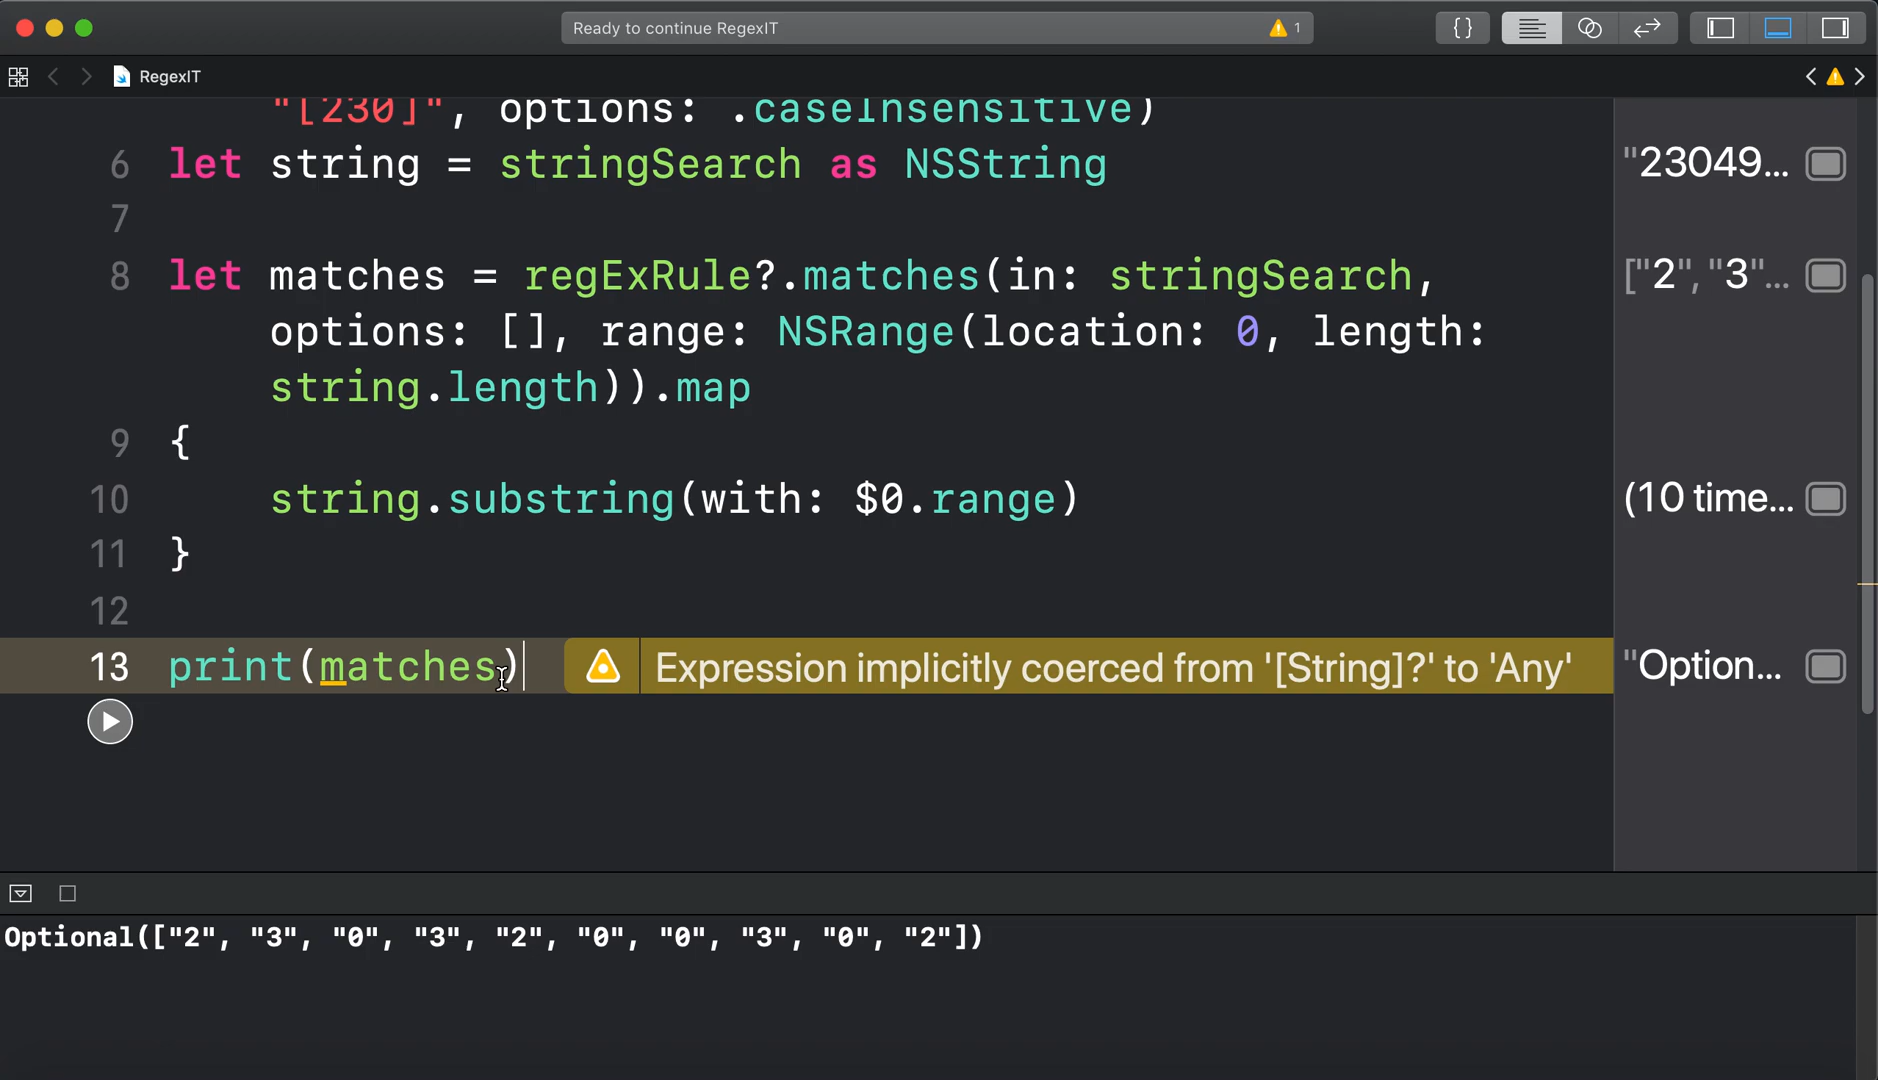 Ready to continue RegexIT
1
{}
RegexIT
"[230]", options: .caseInsensitive)
6 let string = stringSearch as NSString
"23049...
7
8 let matches = regExRule?.matches(in: stringSearch,
["2","3"...
options: [], range: NSRange(location: 0, length:
string.length)).map
9 {
10 string.substring(with: $0.range)
(10 time...
11 }
12
13 print(matches)
Expression implicitly coerced from '[String]?' to 'Any'
"Option...
Optional(["2", "3", "0", "3", "2", "0", "0", "3", "0", "2"])